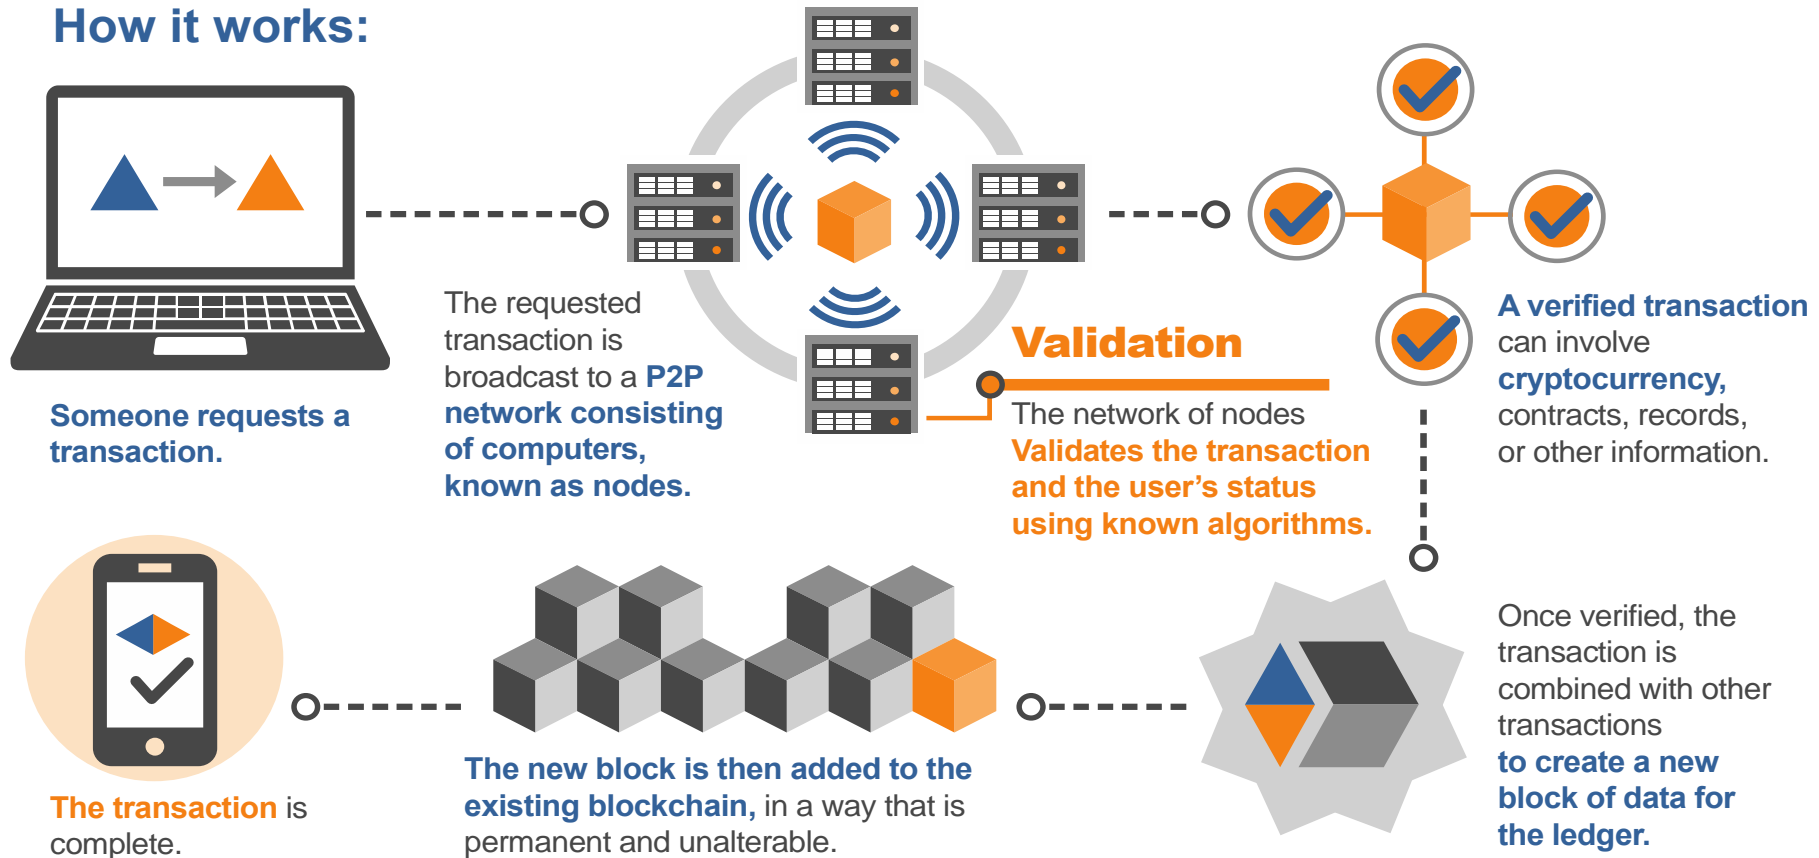 How it works:
Someone requests a
transaction.
The requested
transaction is
broadcast to a P2P
network consisting
of computers,
known as nodes.
Validation
The network of nodes
Validates the transaction
and the user’s status
using known algorithms.
A verified transaction
can involve
cryptocurrency,
contracts, records,
or other information.
Once verified, the
transaction is
combined with other
transactions
to create a new
block of data for
the ledger.
The new block is then added to the
existing blockchain, in a way that is
permanent and unalterable.
The transaction is
complete.